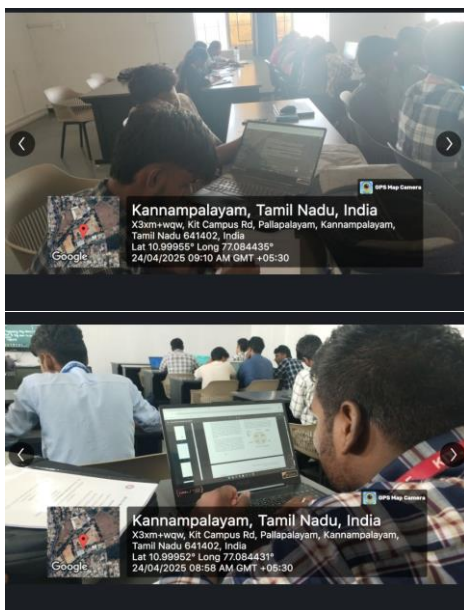 GPS Map Camera
Kannampalayam, Tamil Nadu, India
X3xm+wqw, Kit Campus Rd, Pallapalayam, Kannampalayam,
Tamil Nadu 641402, India
Lat 10.99955° Long 77.084435°
24/04/2025 09:10 AM GMT +05:30
Google
GPS Map Camera
Kannampalayam, Tamil Nadu, India
X3xm+wqw, Kit Campus Rd, Pallapalayam, Kannampalayam,
Tamil Nadu 641402, India
Lat 10.99952° Long 77.084431°
24/04/2025 08:58 AM GMT +05:30
Google